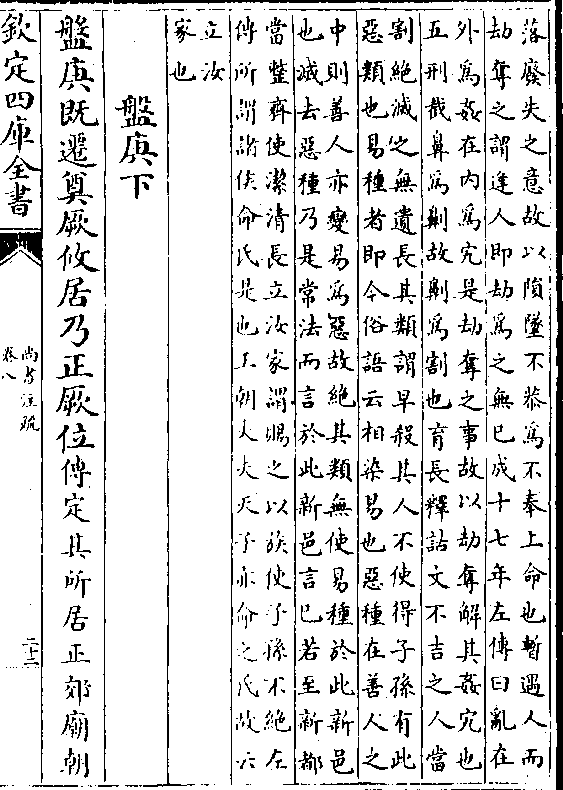 落廢失之意故以隕墜不恭為不奉上命也暫遇人而
劫奪之謂逢人即劫為之無已成十七年左傳曰亂在
外為姦在內為宄是劫奪之事故以劫奪解其姦宄也
五刑截鼻為劓故劓為割也育長釋詁文不吉之人當
割絶滅之無遺長其類謂早殺其人不使得子孫有此
惡類也易種者即今俗語云相染易也惡種在善人之
中則善人亦變易為惡故絶其類無使易種於此新邑
也滅去惡種乃是常法而言於此新邑言已若至新都
當整齊使潔清長立汝家謂賜之以族使子孫不絶左
傳所謂諸侯命氏是也王朝大夫天子亦命之氏故云
立汝
家也
盤庚下
盤庚既遷奠厥攸居乃正厥位傳定其所居正郊廟朝
欽定四庫全書
尚書注疏
卷八
二十二